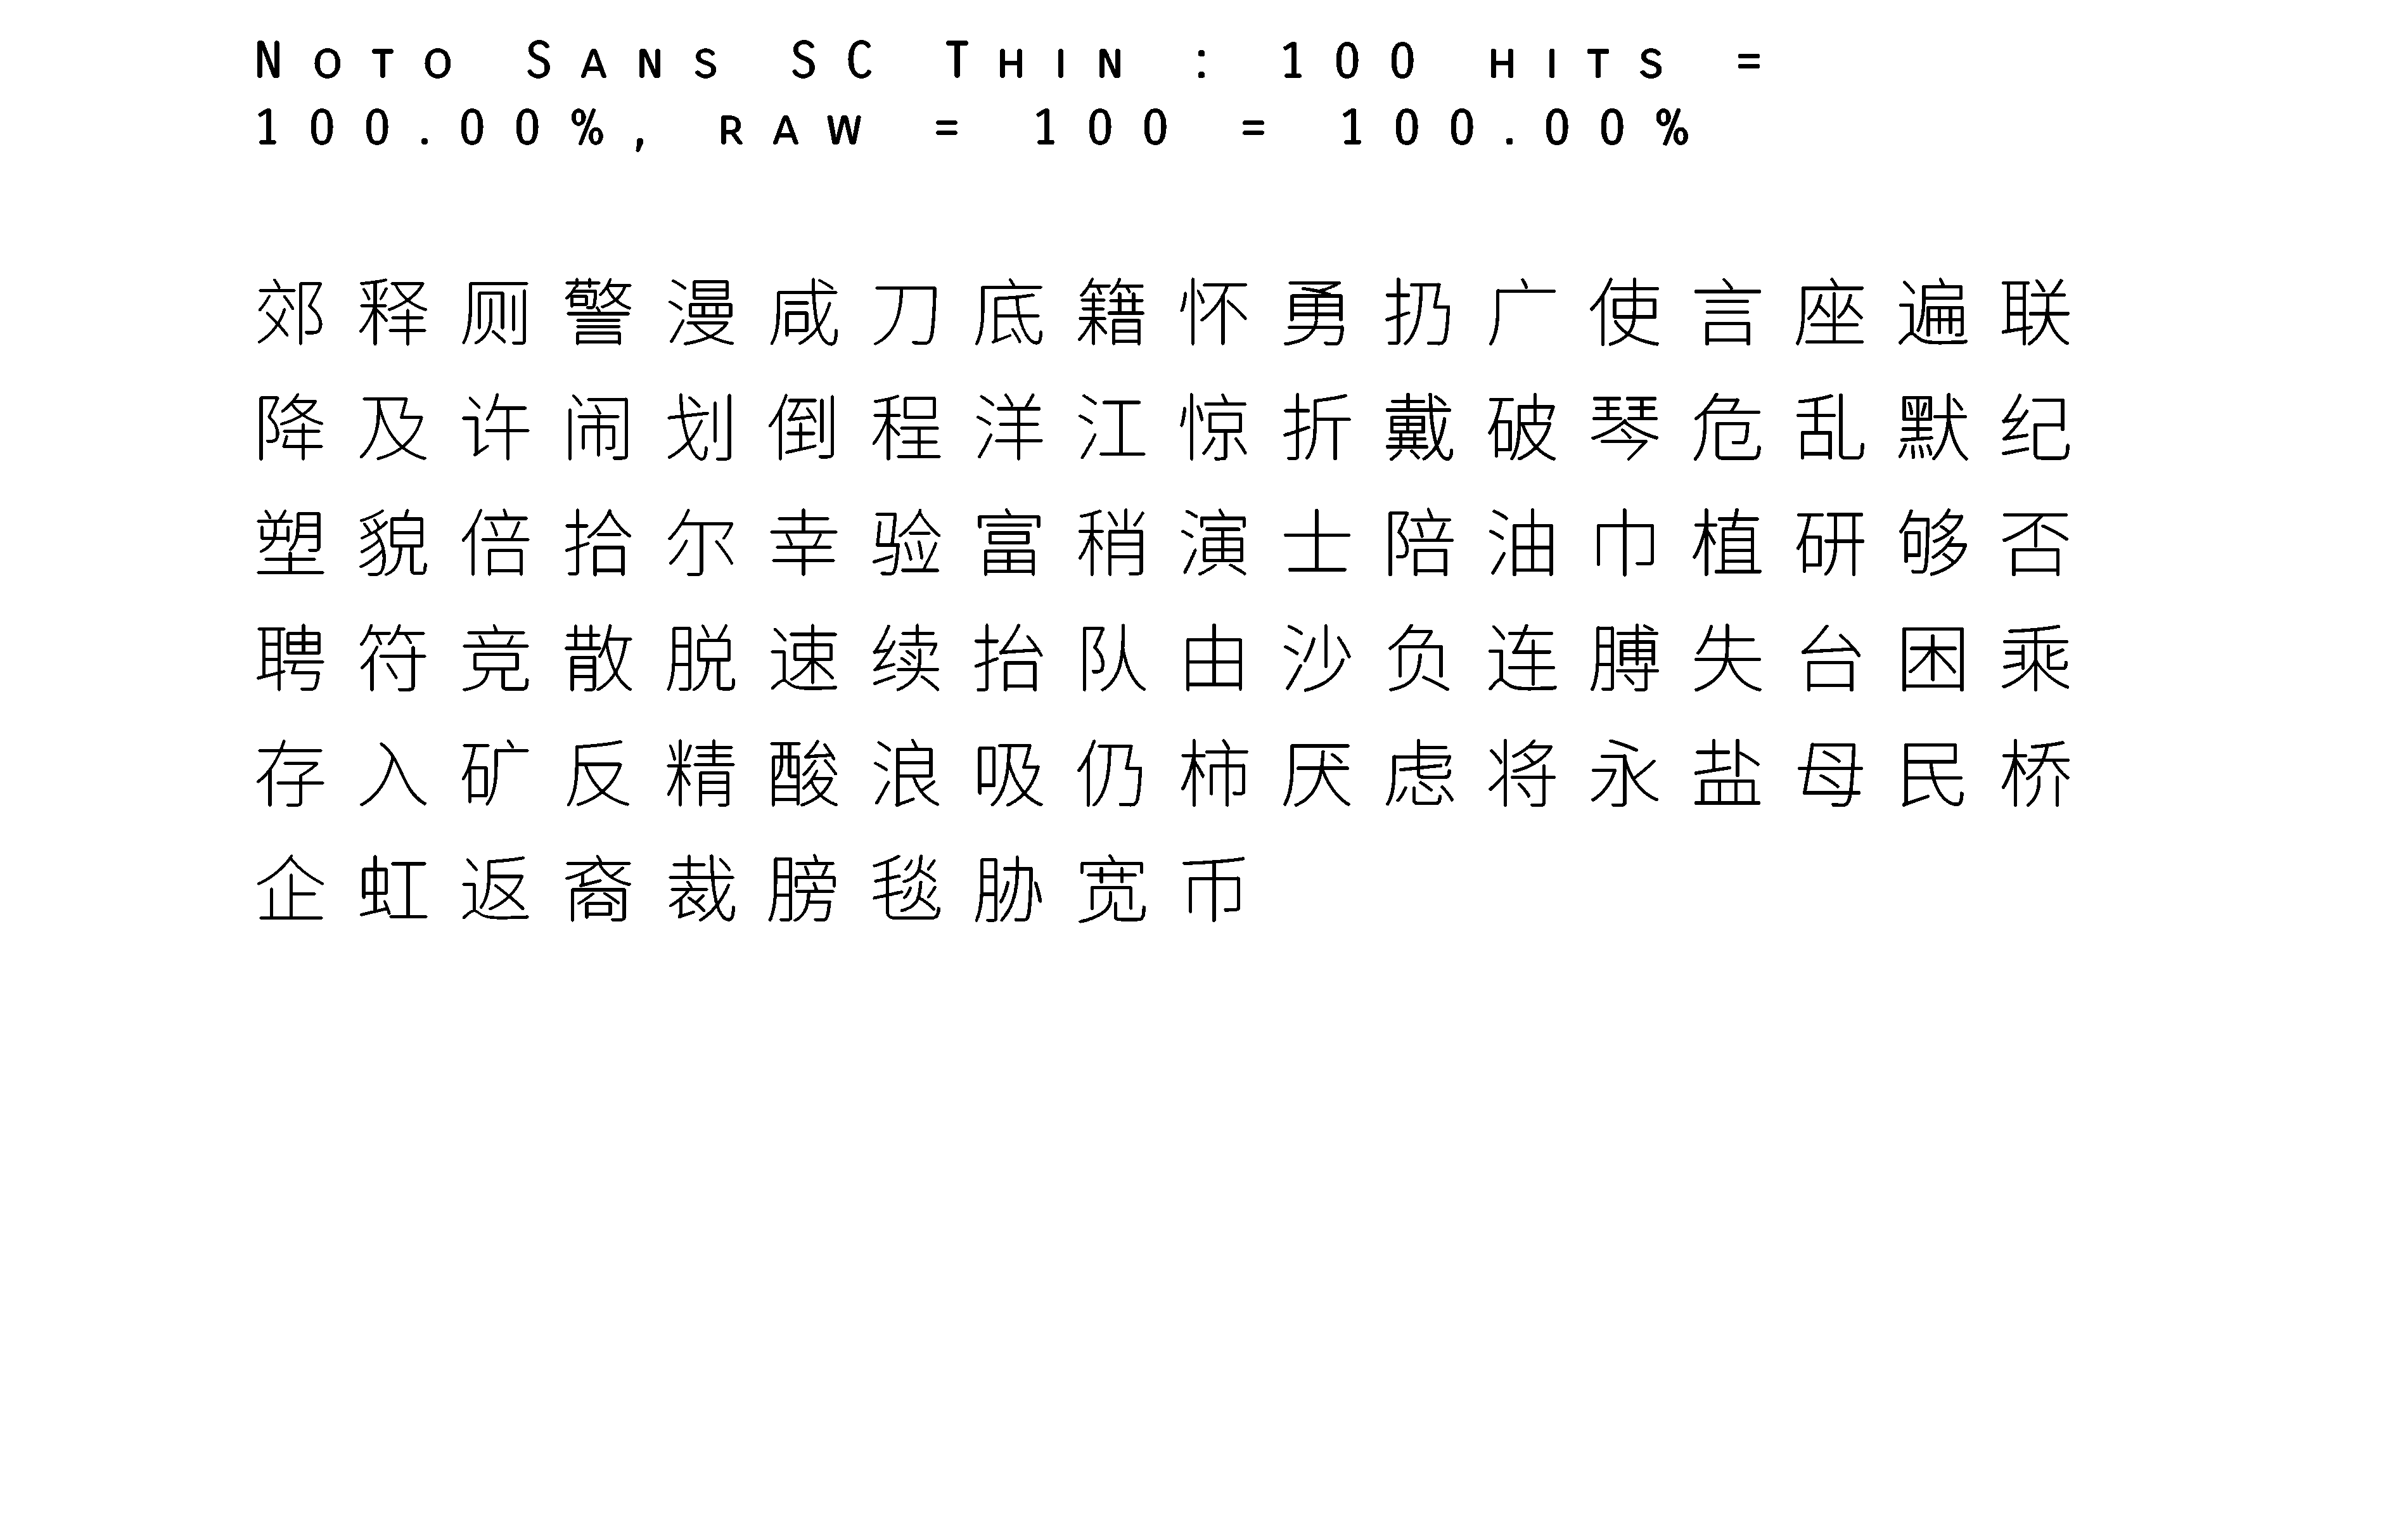 Noto Sans SC Thin : 100 hits =
100.00%, raw = 100 = 100.00%
郊释厕警漫咸刀底籍怀勇扔广使言座遍联
降及许闹划倒程洋江惊折戴破琴危乱默纪
塑貌倍拾尔幸验富稍演士陪油巾植研够否
聘符竞散脱速续抬队由沙负连膊失台困乘
存入矿反精酸浪吸仍柿厌虑将永盐母民桥
企虹返裔裁膀毯胁宽币